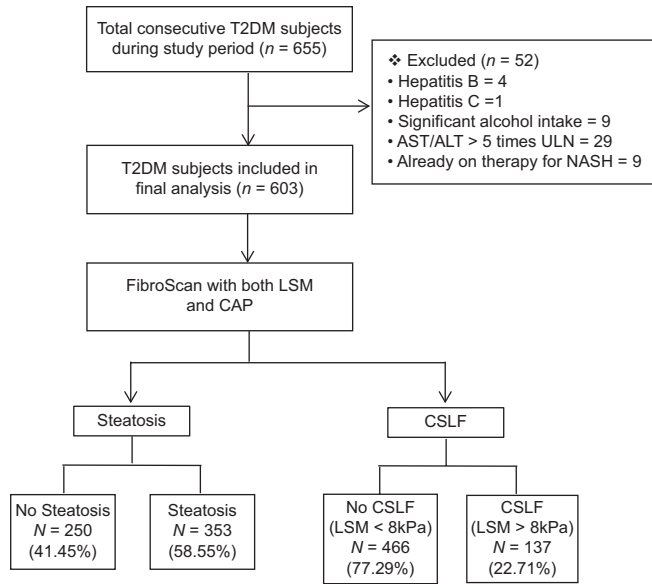 Total consecutive T2DM subjects
during study period (n = 655)
❖ Excluded (n = 52)
• Hepatitis B = 4
• Hepatitis C =1
• Significant alcohol intake = 9
• AST/ALT > 5 times ULN = 29
• Already on therapy for NASH = 9
T2DM subjects included in
final analysis (n = 603)
FibroScan with both LSM
and CAP
Steatosis
CSLF
No Steatosis
N = 250
(41.45%)
Steatosis
N = 353
(58.55%)
No CSLF
(LSM < 8kPa)
N = 466
(77.29%)
CSLF
(LSM > 8kPa)
N = 137
(22.71%)